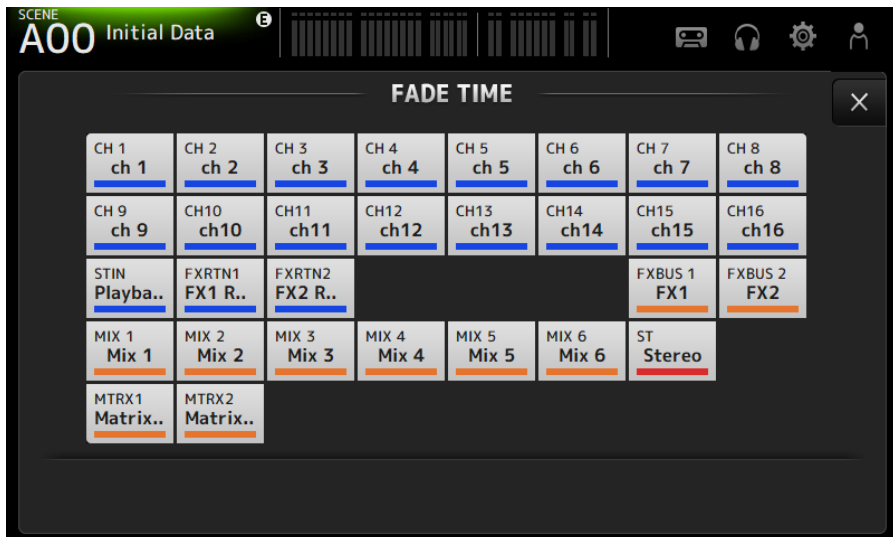 SCENE
A00 Initial Data E
FADE TIME
CH 1 CH 2 CH 3 CH 4 CH 5 CH 6 CH 7 CH 8
ch 1 ch 2 ch 3 ch 4 ch 5 ch 6 ch 7 ch 8
CH 9 CH10 CH11 CH12 CH13 CH14 CH15 CH16
ch 9 ch10 ch11 ch12 ch13 ch14 ch15 ch16
STIN FXRTN1 FXRTN2 FXBUS 1 FXBUS 2
Playba.. FX1 R.. FX2 R.. FX1 FX2
MIX 1 MIX 2 MIX 3 MIX 4 MIX 5 MIX 6 ST
Mix 1 Mix 2 Mix 3 Mix 4 Mix 5 Mix 6 Stereo
MTRX1 MTRX2
Matrix.. Matrix..